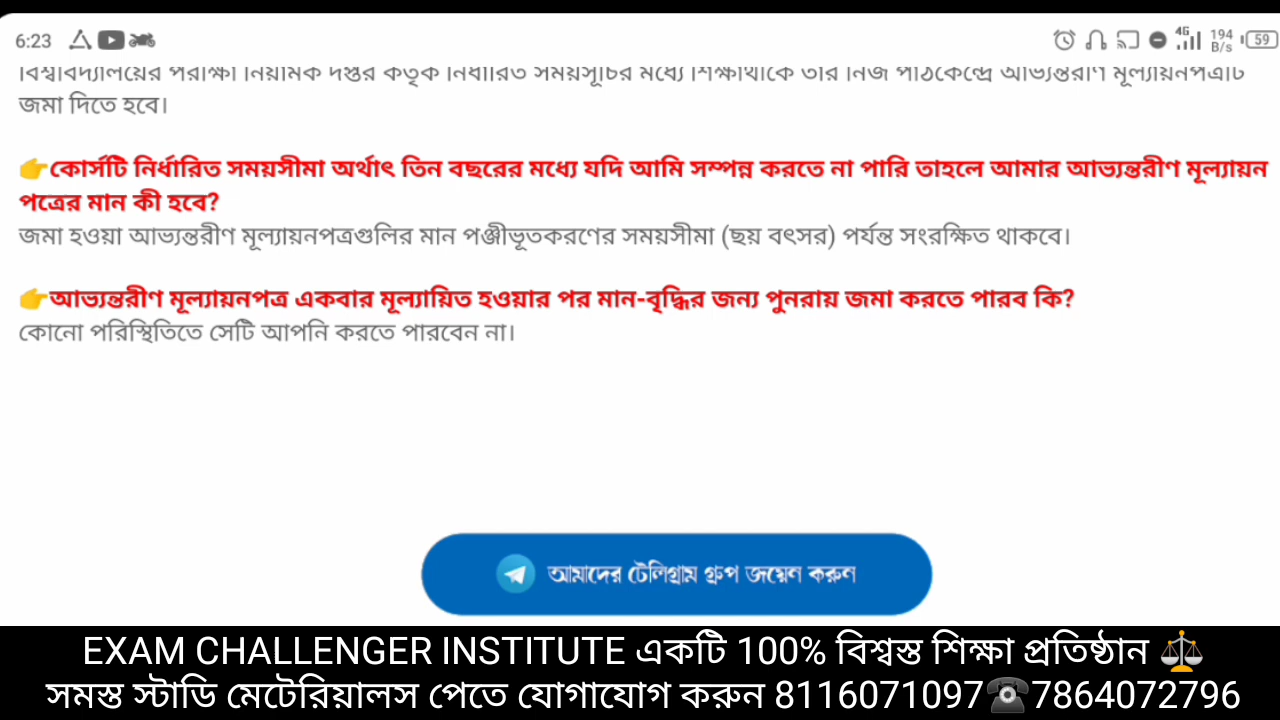 6:23
4G 194 B/s 59
বিশ্ববিদ্যালয়ের পরীক্ষা নিয়ামক দপ্তর কর্তৃক নির্ধারিত সময়সূচির মধ্যে শিক্ষার্থীকে তার নিজ পাঠকেন্দ্রে আভ্যন্তরীণ মূল্যায়নপত্রটি
জমা দিতে হবে।
👉কোর্সটি নির্ধারিত সময়সীমা অর্থাৎ তিন বছরের মধ্যে যদি আমি সম্পন্ন করতে না পারি তাহলে আমার আভ্যন্তরীণ মূল্যায়ন
পত্রের মান কী হবে?
জমা হওয়া আভ্যন্তরীণ মূল্যায়নপত্রগুলির মান পঞ্জীভূতকরণের সময়সীমা (ছয় বৎসর) পর্যন্ত সংরক্ষিত থাকবে।
👉আভ্যন্তরীণ মূল্যায়নপত্র একবার মূল্যায়িত হওয়ার পর মান-বৃদ্ধির জন্য পুনরায় জমা করতে পারব কি?
কোনো পরিস্থিতিতে সেটি আপনি করতে পারবেন না।
আমাদের টেলিগ্রাম গ্রুপ জয়েন করুন
EXAM CHALLENGER INSTITUTE একটি 100% বিশ্বস্ত শিক্ষা প্রতিষ্ঠান ⚖️
সমস্ত স্টাডি মেটেরিয়ালস পেতে যোগাযোগ করুন 8116071097☎️7864072796